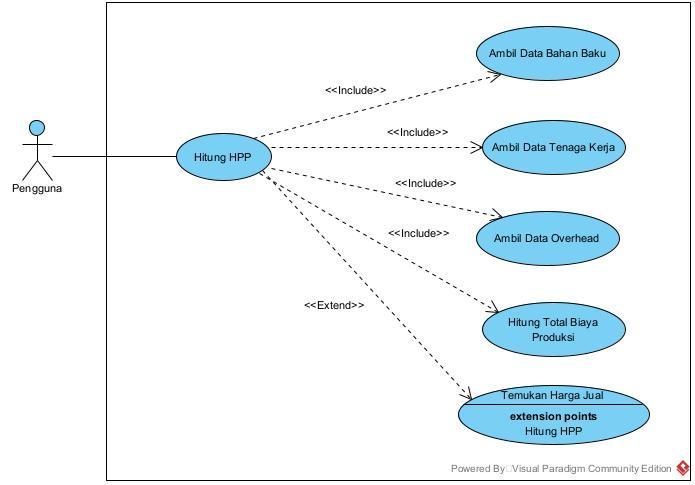 Pengguna
Hitung HPP
<<Include>>
Ambil Data Bahan Baku
<<Include>>
Ambil Data Tenaga Kerja
<<Include>>
Ambil Data Overhead
<<Include>>
Hitung Total Biaya
Produksi
<<Extend>>
Temukan Harga Jual
extension points
Hitung HPP
Powered By Visual Paradigm Community Edition